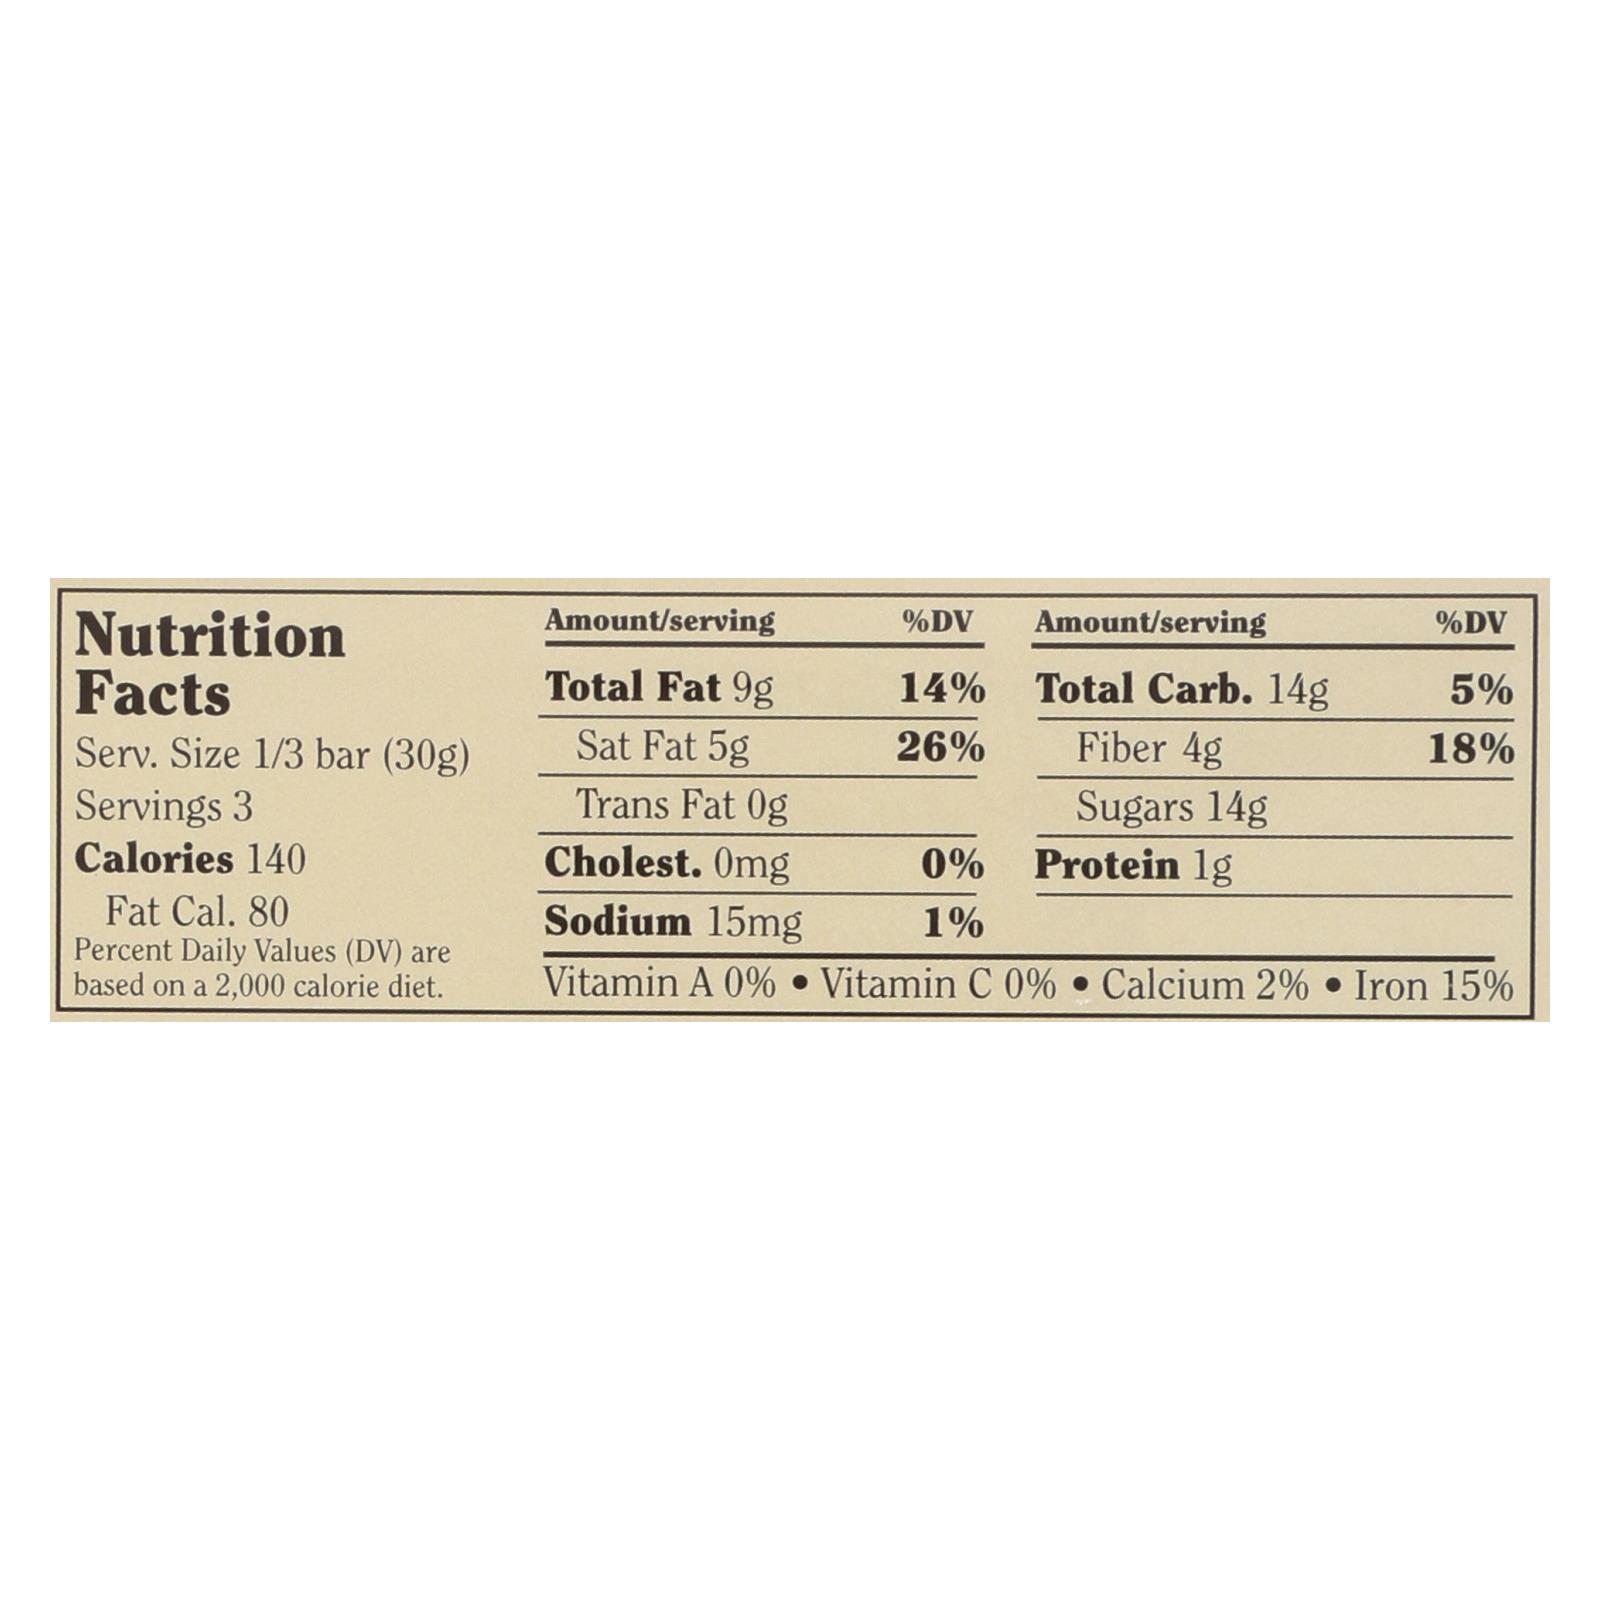 Nutrition
Facts
Serv. Size 1/3 bar (30g)
Servings 3
Calories 140
Fat Cal. 80
Percent Daily Values (DV) are
based on a 2,000 calorie diet.
Amount/serving %DV
Total Fat 9g 14%
Sat Fat 5g 26%
Trans Fat 0g
Cholest. 0mg 0%
Sodium 15mg 1%
Amount/serving %DV
Total Carb. 14g 5%
Fiber 4g 18%
Sugars 14g
Protein 1g
Vitamin A 0% • Vitamin C 0% • Calcium 2% • Iron 15%